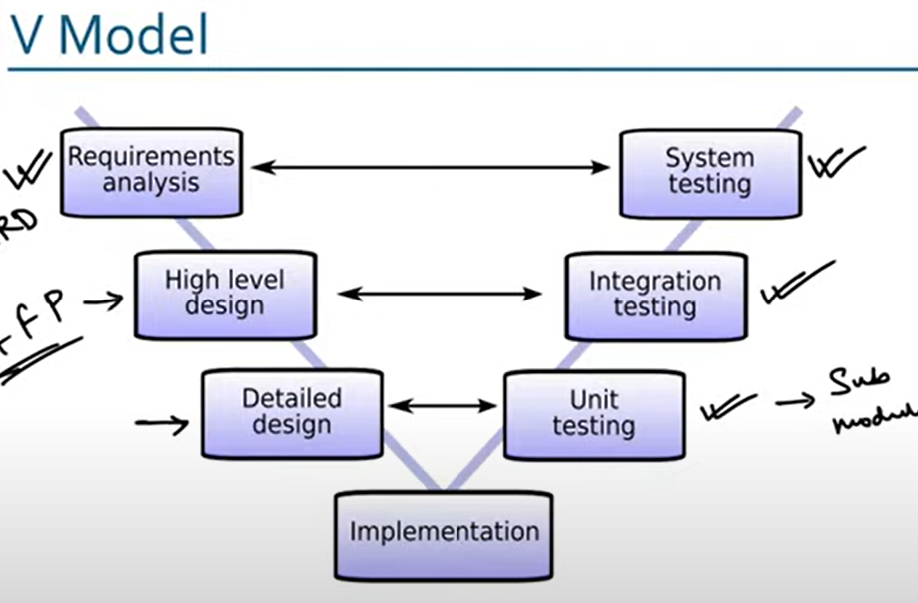 V Model
Requirements
analysis
System
testing
RD
High level
design
Integration
testing
FP
Detailed
design
Unit
testing
Sub
modul
Implementation